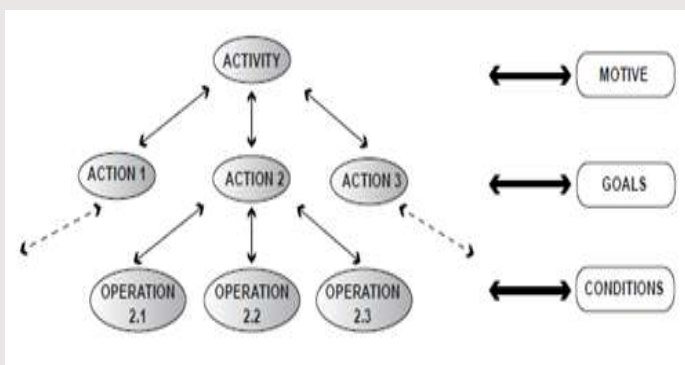 ACTIVITY
MOTIVE
ACTION 1
ACTION 2
ACTION 3
GOALS
OPERATION
2.1
OPERATION
2.2
OPERATION
2.3
CONDITIONS